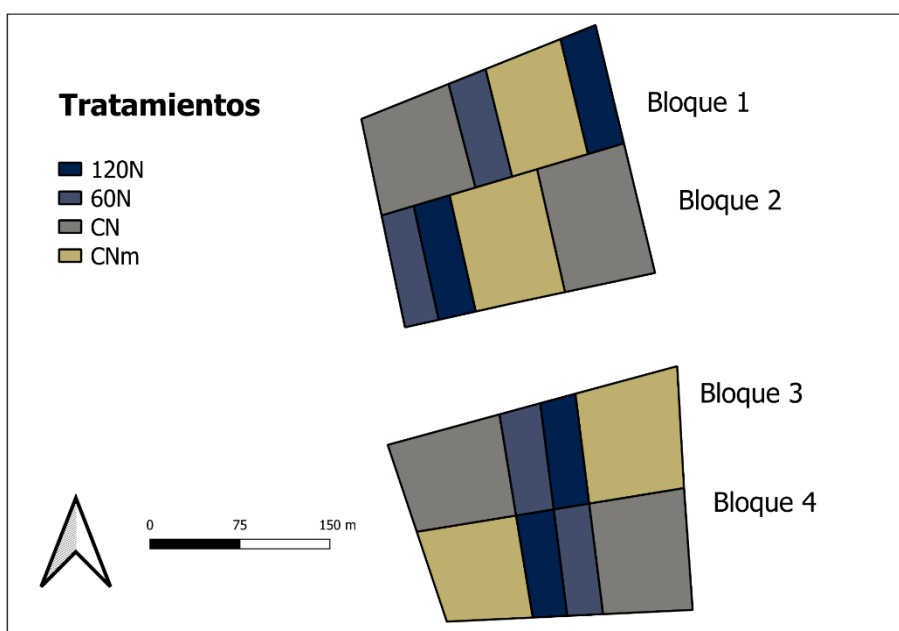 Tratamientos
120N
60N
CN
CNm
Bloque 1
Bloque 2
Bloque 3
Bloque 4
0 75 150 m